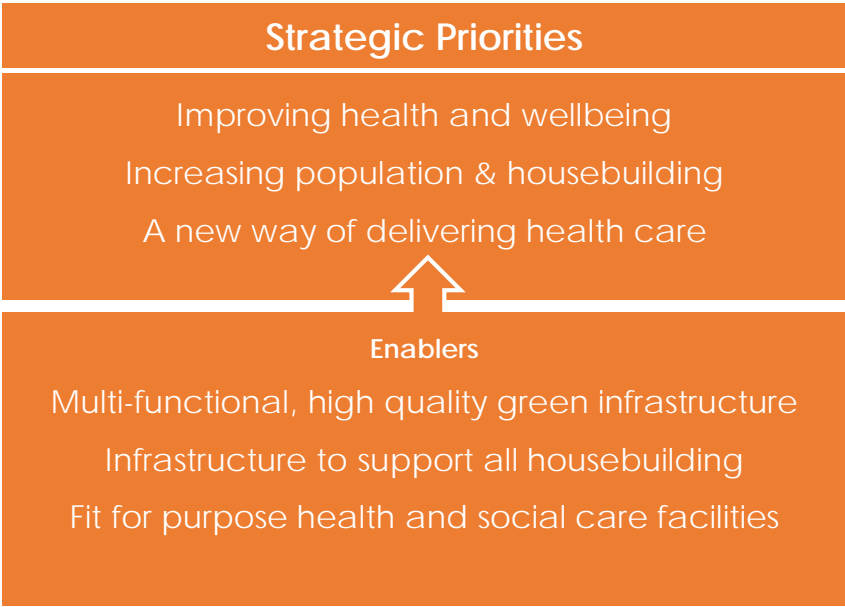 Strategic Priorities
Improving health and wellbeing
Increasing population & housebuilding
A new way of delivering health care
Enablers
Multi-functional, high quality green infrastructure
Infrastructure to support all housebuilding
Fit for purpose health and social care facilities